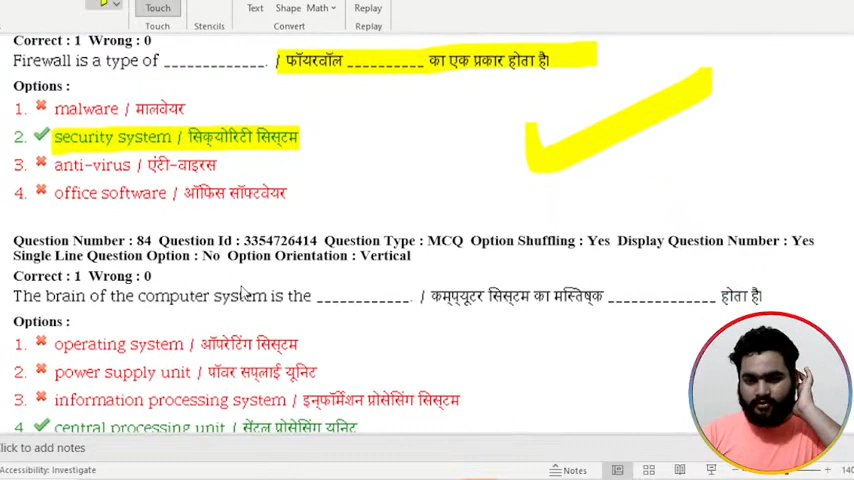 Touch Text Shape Math Replay
Touch Stencils Convert Replay
Correct : 1 Wrong : 0
Firewall is a type of _____________. / फॉयरवॉल __________ का एक प्रकार होता है।
Options :
1. malware / मालवेयर
2. security system / सिक्योरिटी सिस्टम
3. anti-virus / एंटी-वाइरस
4. office software / ऑफिस सॉफ्टवेयर
Question Number : 84 Question Id : 3354726414 Question Type : MCQ Option Shuffling : Yes Display Question Number : Yes
Single Line Question Option : No Option Orientation : Vertical
Correct : 1 Wrong : 0
The brain of the computer system is the ____________. / कम्प्यूटर सिस्टम का मस्तिष्क ______________ होता है।
Options :
1. operating system / ऑपरेटिंग सिस्टम
2. power supply unit / पॉवर सप्लाई यूनिट
3. information processing system / इन्फॉर्मेशन प्रोसेसिंग सिस्टम
4 central processing unit / सेंटल प्रोसेसिंग यूनिट
Click to add notes
Accessibility: Investigate Notes 140